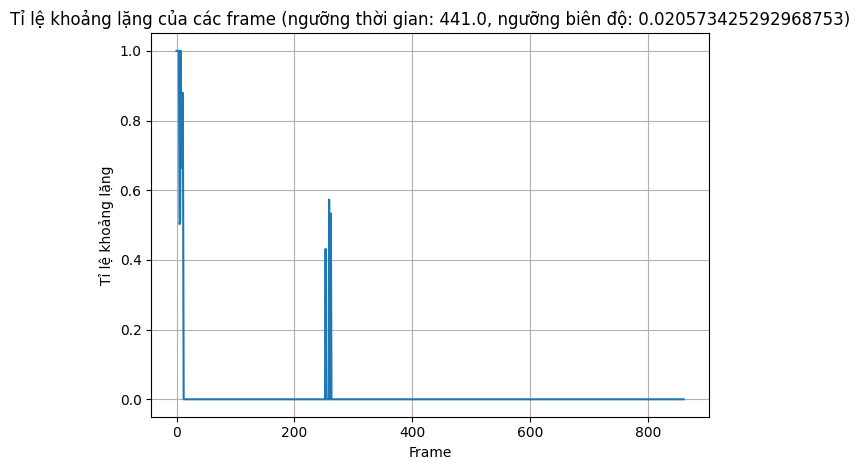 Tỉ lệ khoảng lặng của các frame (ngưỡng thời gian: 441.0, ngưỡng biên độ: 0.020573425292968753)
1.0
0.8
0.6
0.4
0.2
0.0
Tỉ lệ khoảng lặng
0 200 400 600 800
Frame